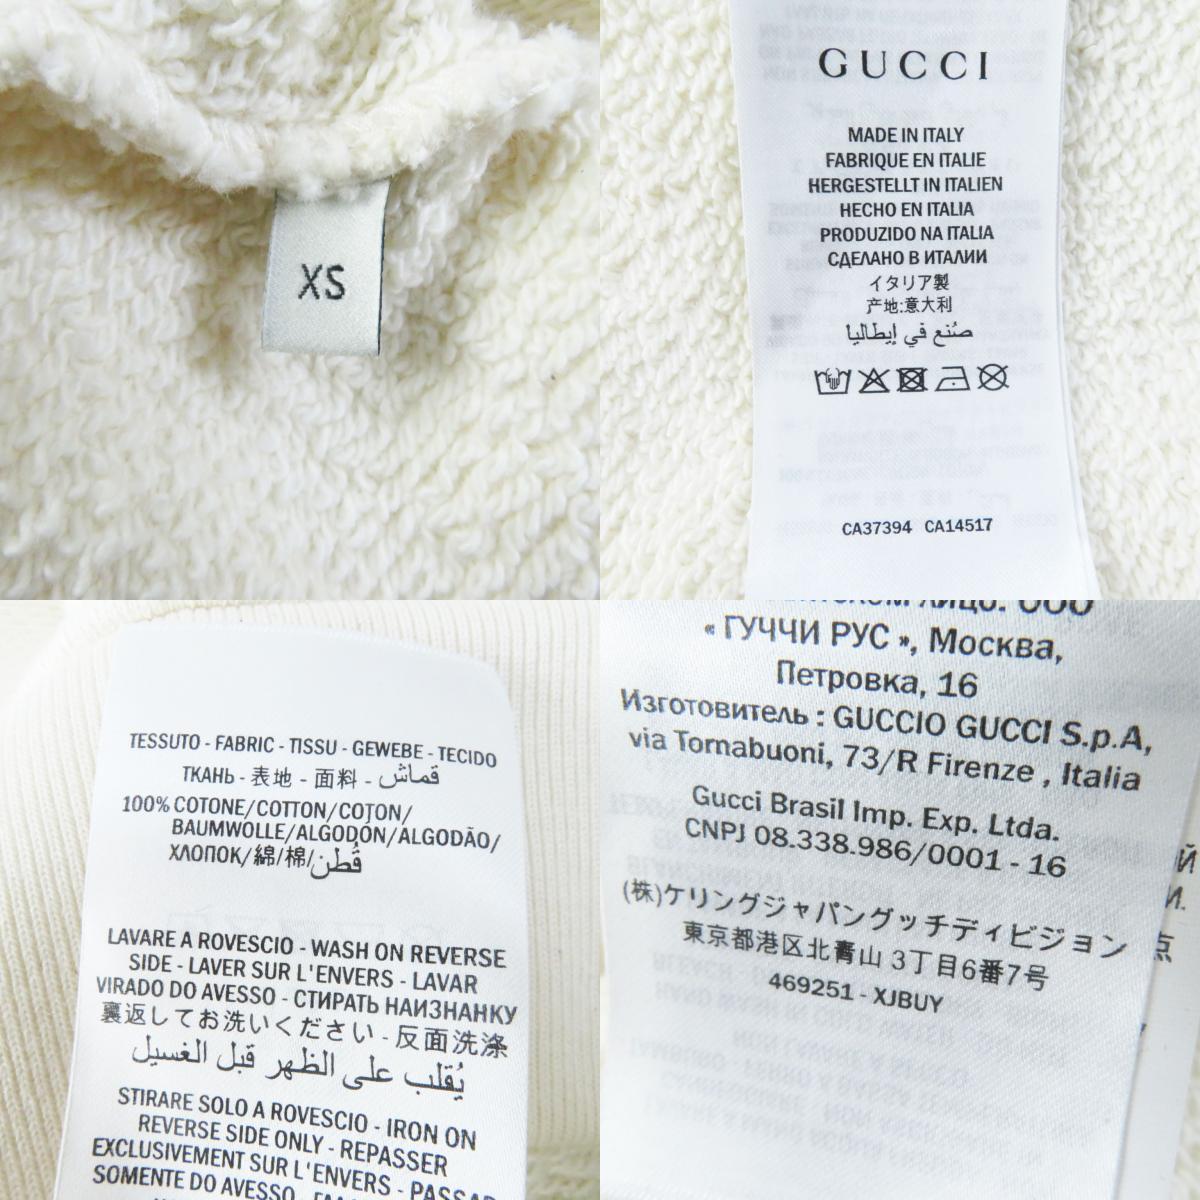 XS
GUCCI
MADE IN ITALY
FABRIQUE EN ITALIE
HERGESTELLT IN ITALIEN
HECHO EN ITALIA
PRODUZIDO NA ITALIA
СДЕЛАНО В ИТАЛИИ
イタリア製
产地:意大利
صُنع في إيطاليا
CA37394 CA14517
TESSUTO - FABRIC - TISSU - GEWEBE - TECIDO
ТКАНЬ - 表地 - 面料 - قماش
100% COTONE/COTTON/COTON/
BAUMWOLLE/ALGODÓN/ALGODÃO/
ХЛОПОК/綿/棉/قُطن
LAVARE A ROVESCIO - WASH ON REVERSE
SIDE - LAVER SUR L'ENVERS - LAVAR
VIRADO DO AVESSO - СТИРАТЬ НАИЗНАНКУ
裏返してお洗いください - 反面洗涤
يُقلب على الظهر قبل الغسيل
STIRARE SOLO A ROVESCIO - IRON ON
REVERSE SIDE ONLY - REPASSER
EXCLUSIVEMENT SUR L'ENVERS - PASSAR
SOMENTE DO AVESSO -
лицо: ООО
« ГУЧЧИ РУС », Москва,
Петровка, 16
Изготовитель : GUCCIO GUCCI S.p.A,
via Tornabuoni, 73/R Firenze , Italia
Gucci Brasil Imp. Exp. Ltda.
CNPJ 08.338.986/0001 - 16
(株)ケリングジャパングッチディビジョン
東京都港区北青山 3丁目6番7号
469251 - XJBUY